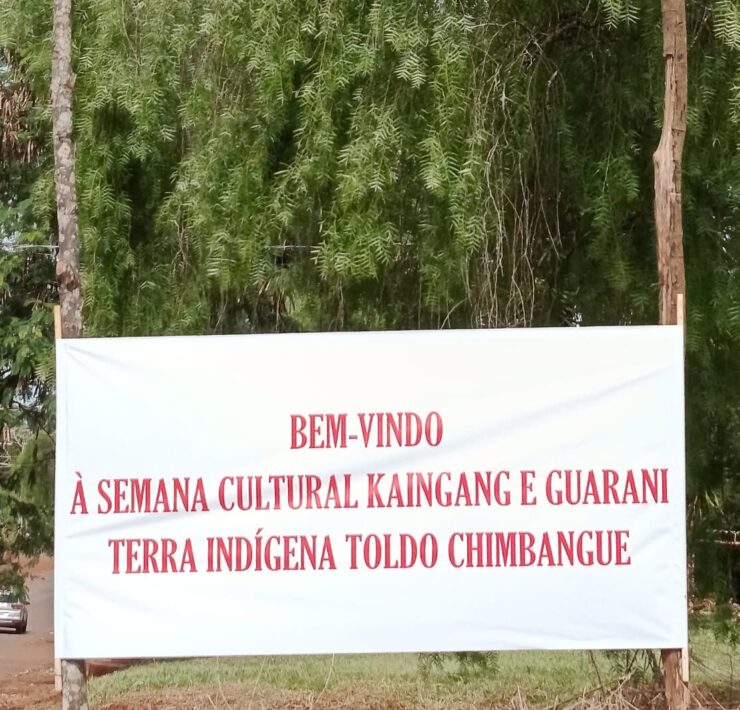 BEM-VINDO
À SEMANA CULTURAL KAINGANG E GUARANI
TERRA INDÍGENA TOLDO CHIMBANGUE